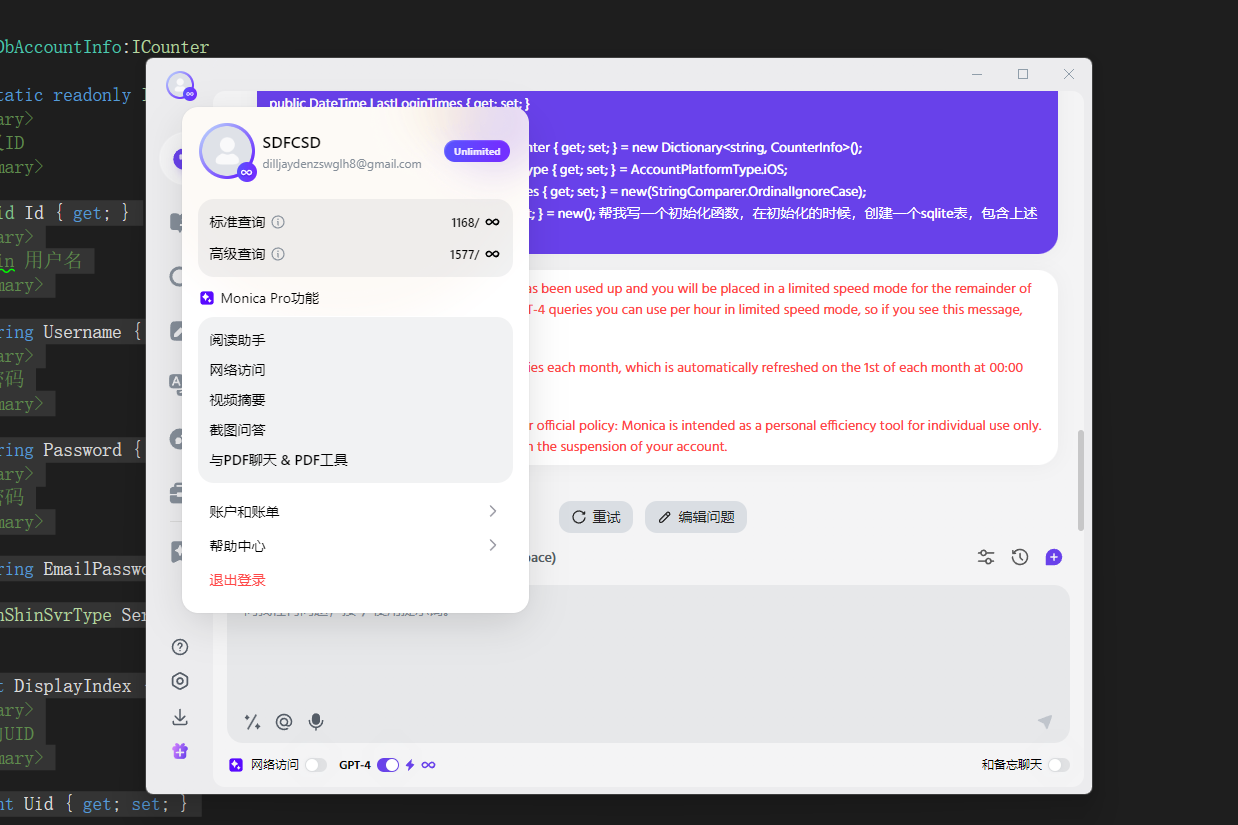 DbAccountInfo:ICounter
static readonly
mary>
ID
mary>
Id { get; }
mary>
用户名
mary>
string Username {
mary>
密码
mary>
string Password {
mary>
密码
mary>
string EmailPasswo
nShinSvrType Ser
DisplayIndex
mary>
UID
mary>
int Uid { get; set; }
public DateTime LastLoginTimes { get; set; }
nter { get; set; } = new Dictionary<string, CounterInfo>();
ype { get; set; } = AccountPlatformType.iOS;
es { get; set; } = new(StringComparer.OrdinalIgnoreCase);
t; } = new(); 帮我写一个初始化函数，在初始化的时候，创建一个sqlite表，包含上述
SDFCSD
dilljaydenzswglh8@gmail.com
Unlimited
标准查询 1168/ ∞
高级查询 1577/ ∞
Monica Pro功能
阅读助手
网络访问
视频摘要
截图问答
与PDF聊天 & PDF工具
账户和账单
帮助中心
退出登录
as been used up and you will be placed in a limited speed mode for the remainder of
T-4 queries you can use per hour in limited speed mode, so if you see this message,
ies each month, which is automatically refreshed on the 1st of each month at 00:00
r official policy: Monica is intended as a personal efficiency tool for individual use only.
n the suspension of your account.
重试 编辑问题
pace)
网络访问 GPT-4 和备忘聊天